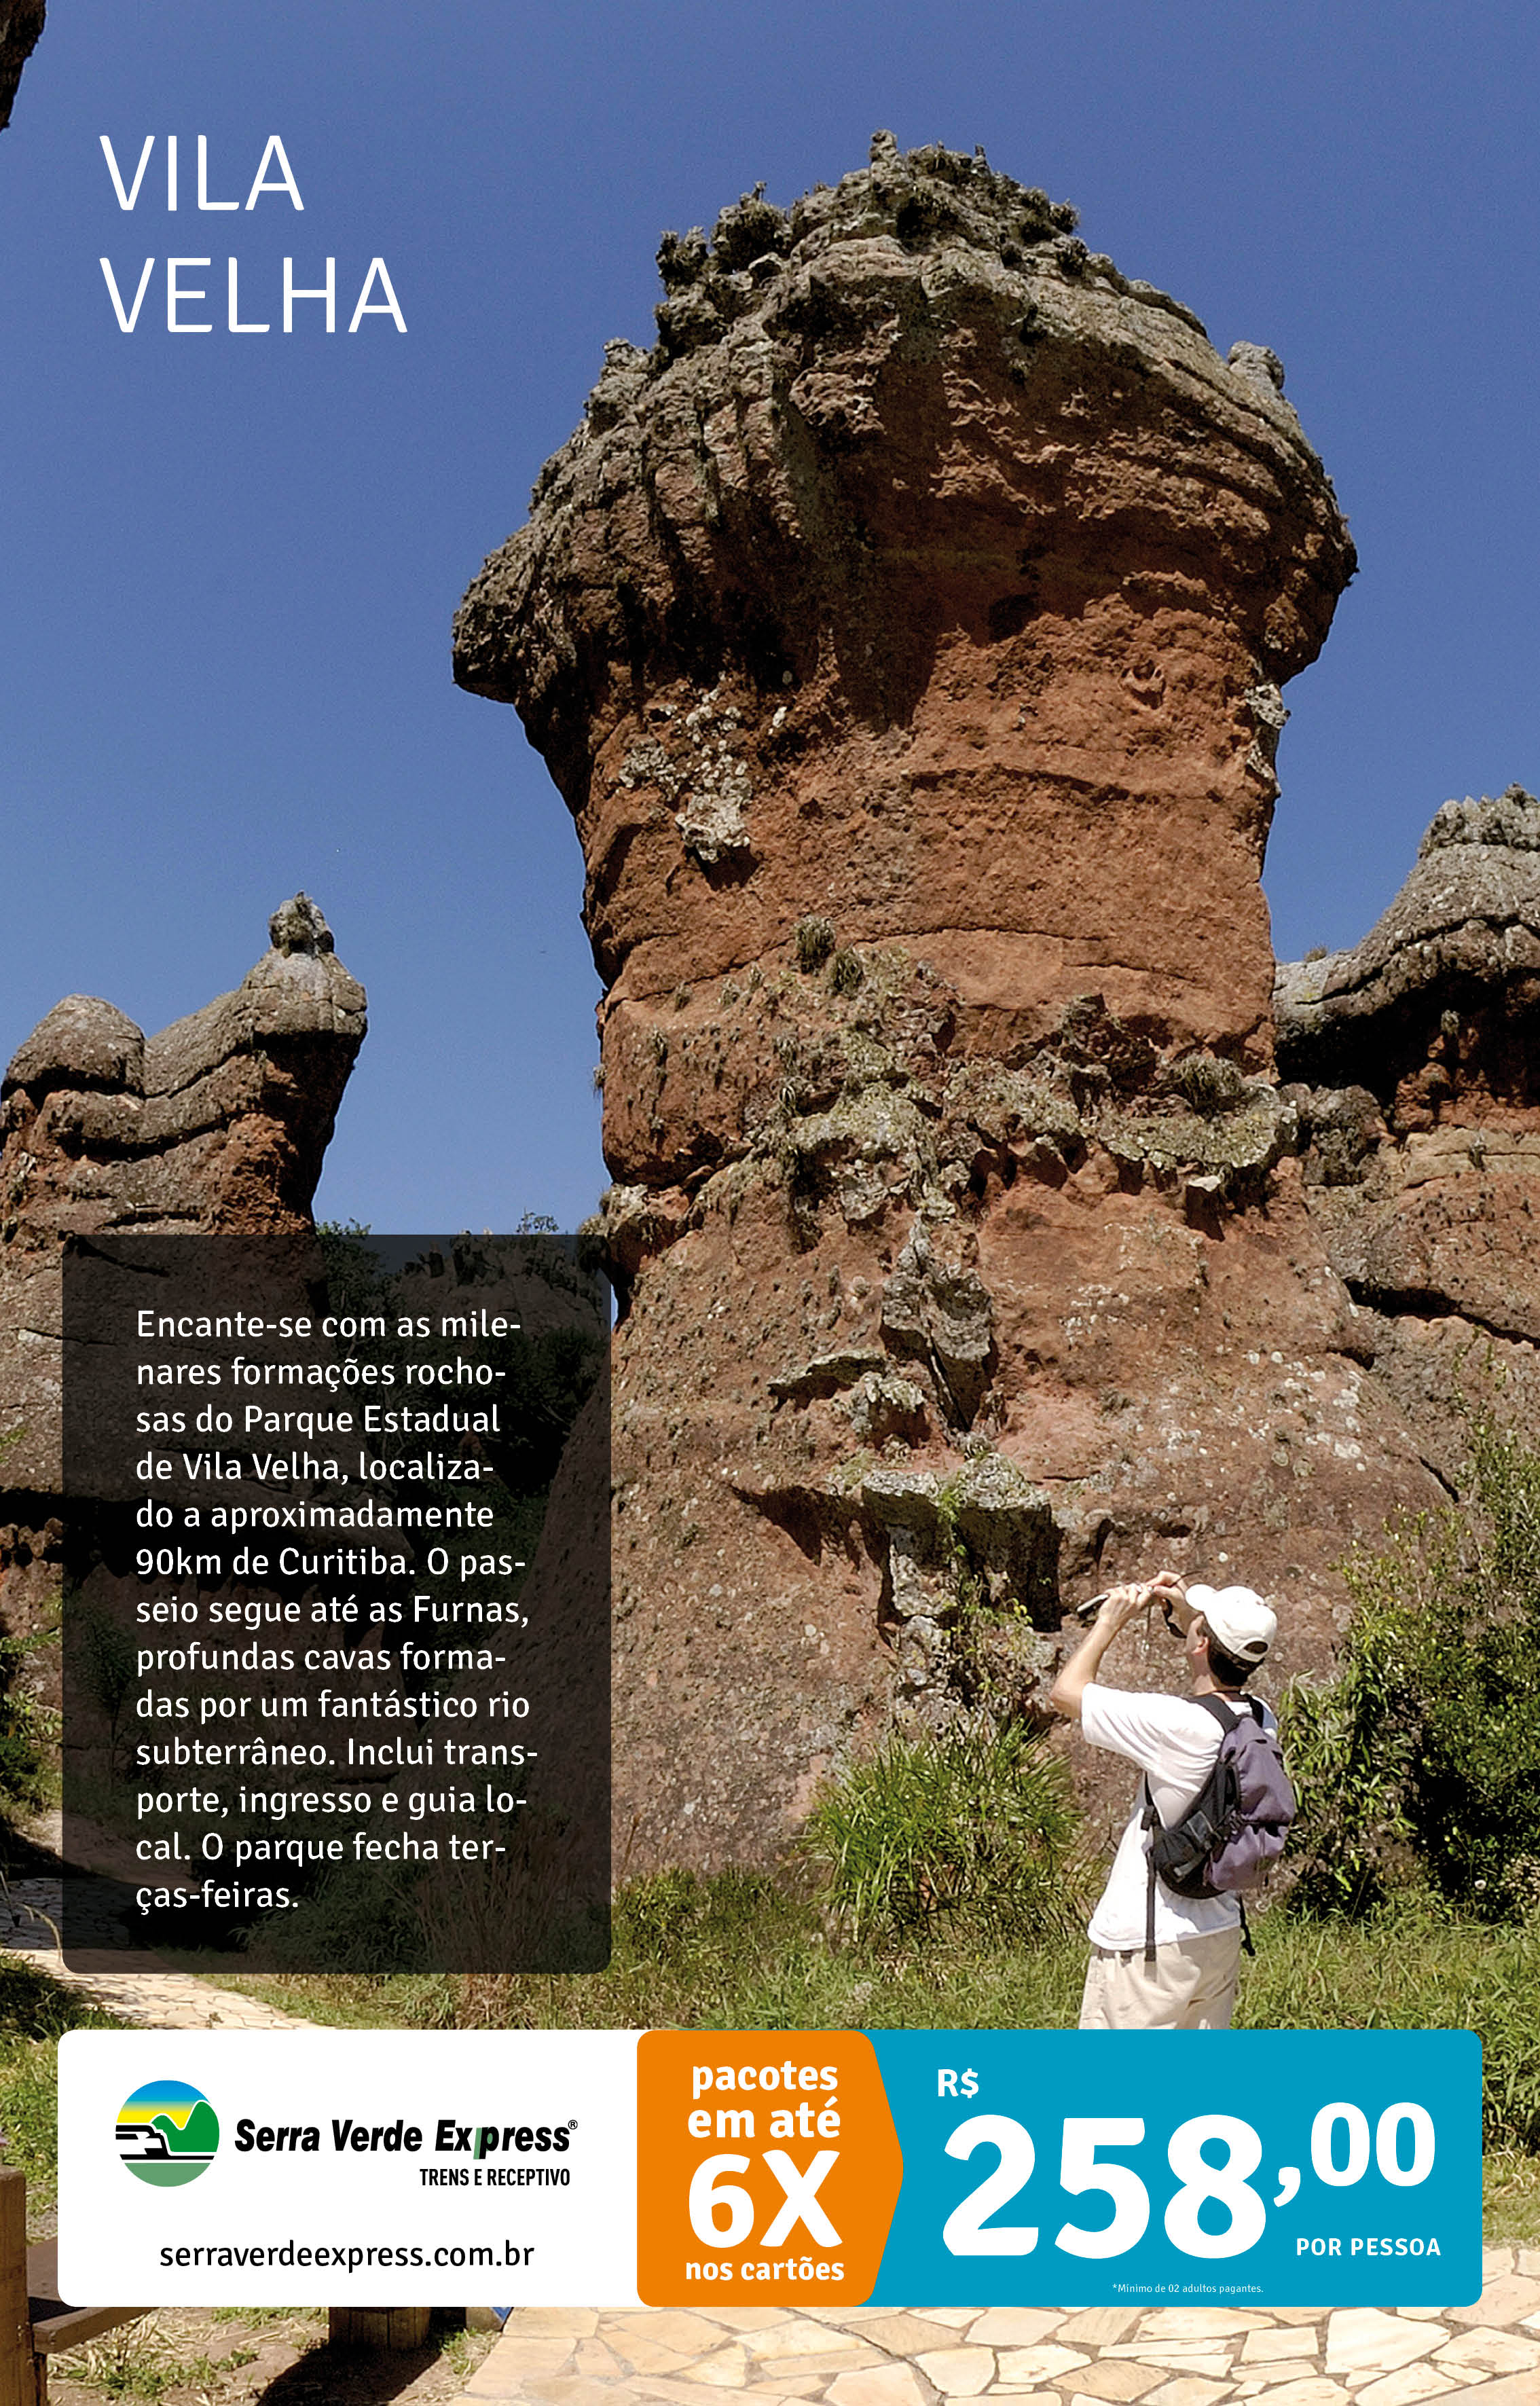 VILA
VELHA
Encante-se com as mile-
nares formações rocho-
sas do Parque Estadual
de Vila Velha, localiza-
do a aproximadamente
90km de Curitiba. O pas-
seio segue até as Furnas,
profundas cavas forma-
das por um fantástico rio
subterrâneo. Inclui trans-
porte, ingresso e guia lo-
cal. O parque fecha ter-
ças-feiras.
Serra Verde Express®
TRENS E RECEPTIVO
serraverdeexpress.com.br
pacotes
em até
6X
nos cartões
R$
258,00
POR PESSOA
*Mínimo de 02 adultos pagantes.